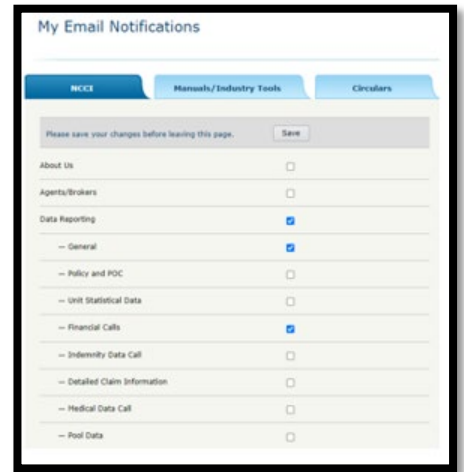 My Email Notifications
NCCI Manuals/Industry Tools Circulars
Please save your changes before leaving this page. Save
About Us
Agents/Brokers
Data Reporting
— General
— Policy and POC
— Unit Statistical Data
— Financial Calls
— Indemnity Data Call
— Detailed Claim Information
— Medical Data Call
— Pool Data